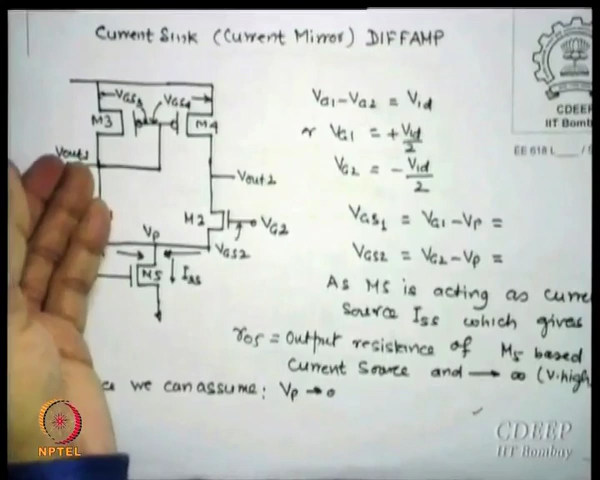 Current Sink (Current Mirror) DIFFAMP
CDEEP
IIT Bombay
EE 618 L
VGS3 VGS4
M3 M4
Vout1
Vout2
M2 VG2
VGS2
VP
M5 ISS
VG1 - VG2 = Vid
or VG1 = + Vid/2
VG2 = - Vid/2
VGS1 = VG1 - VP =
VGS2 = VG2 - VP =
As M5 is acting as
Source ISS which gives
ro5 = Output resistance of M5 based
Current Source and → ∞ (V.high
we can assume: VP → 0
NPTEL
CDEEP
IIT Bombay